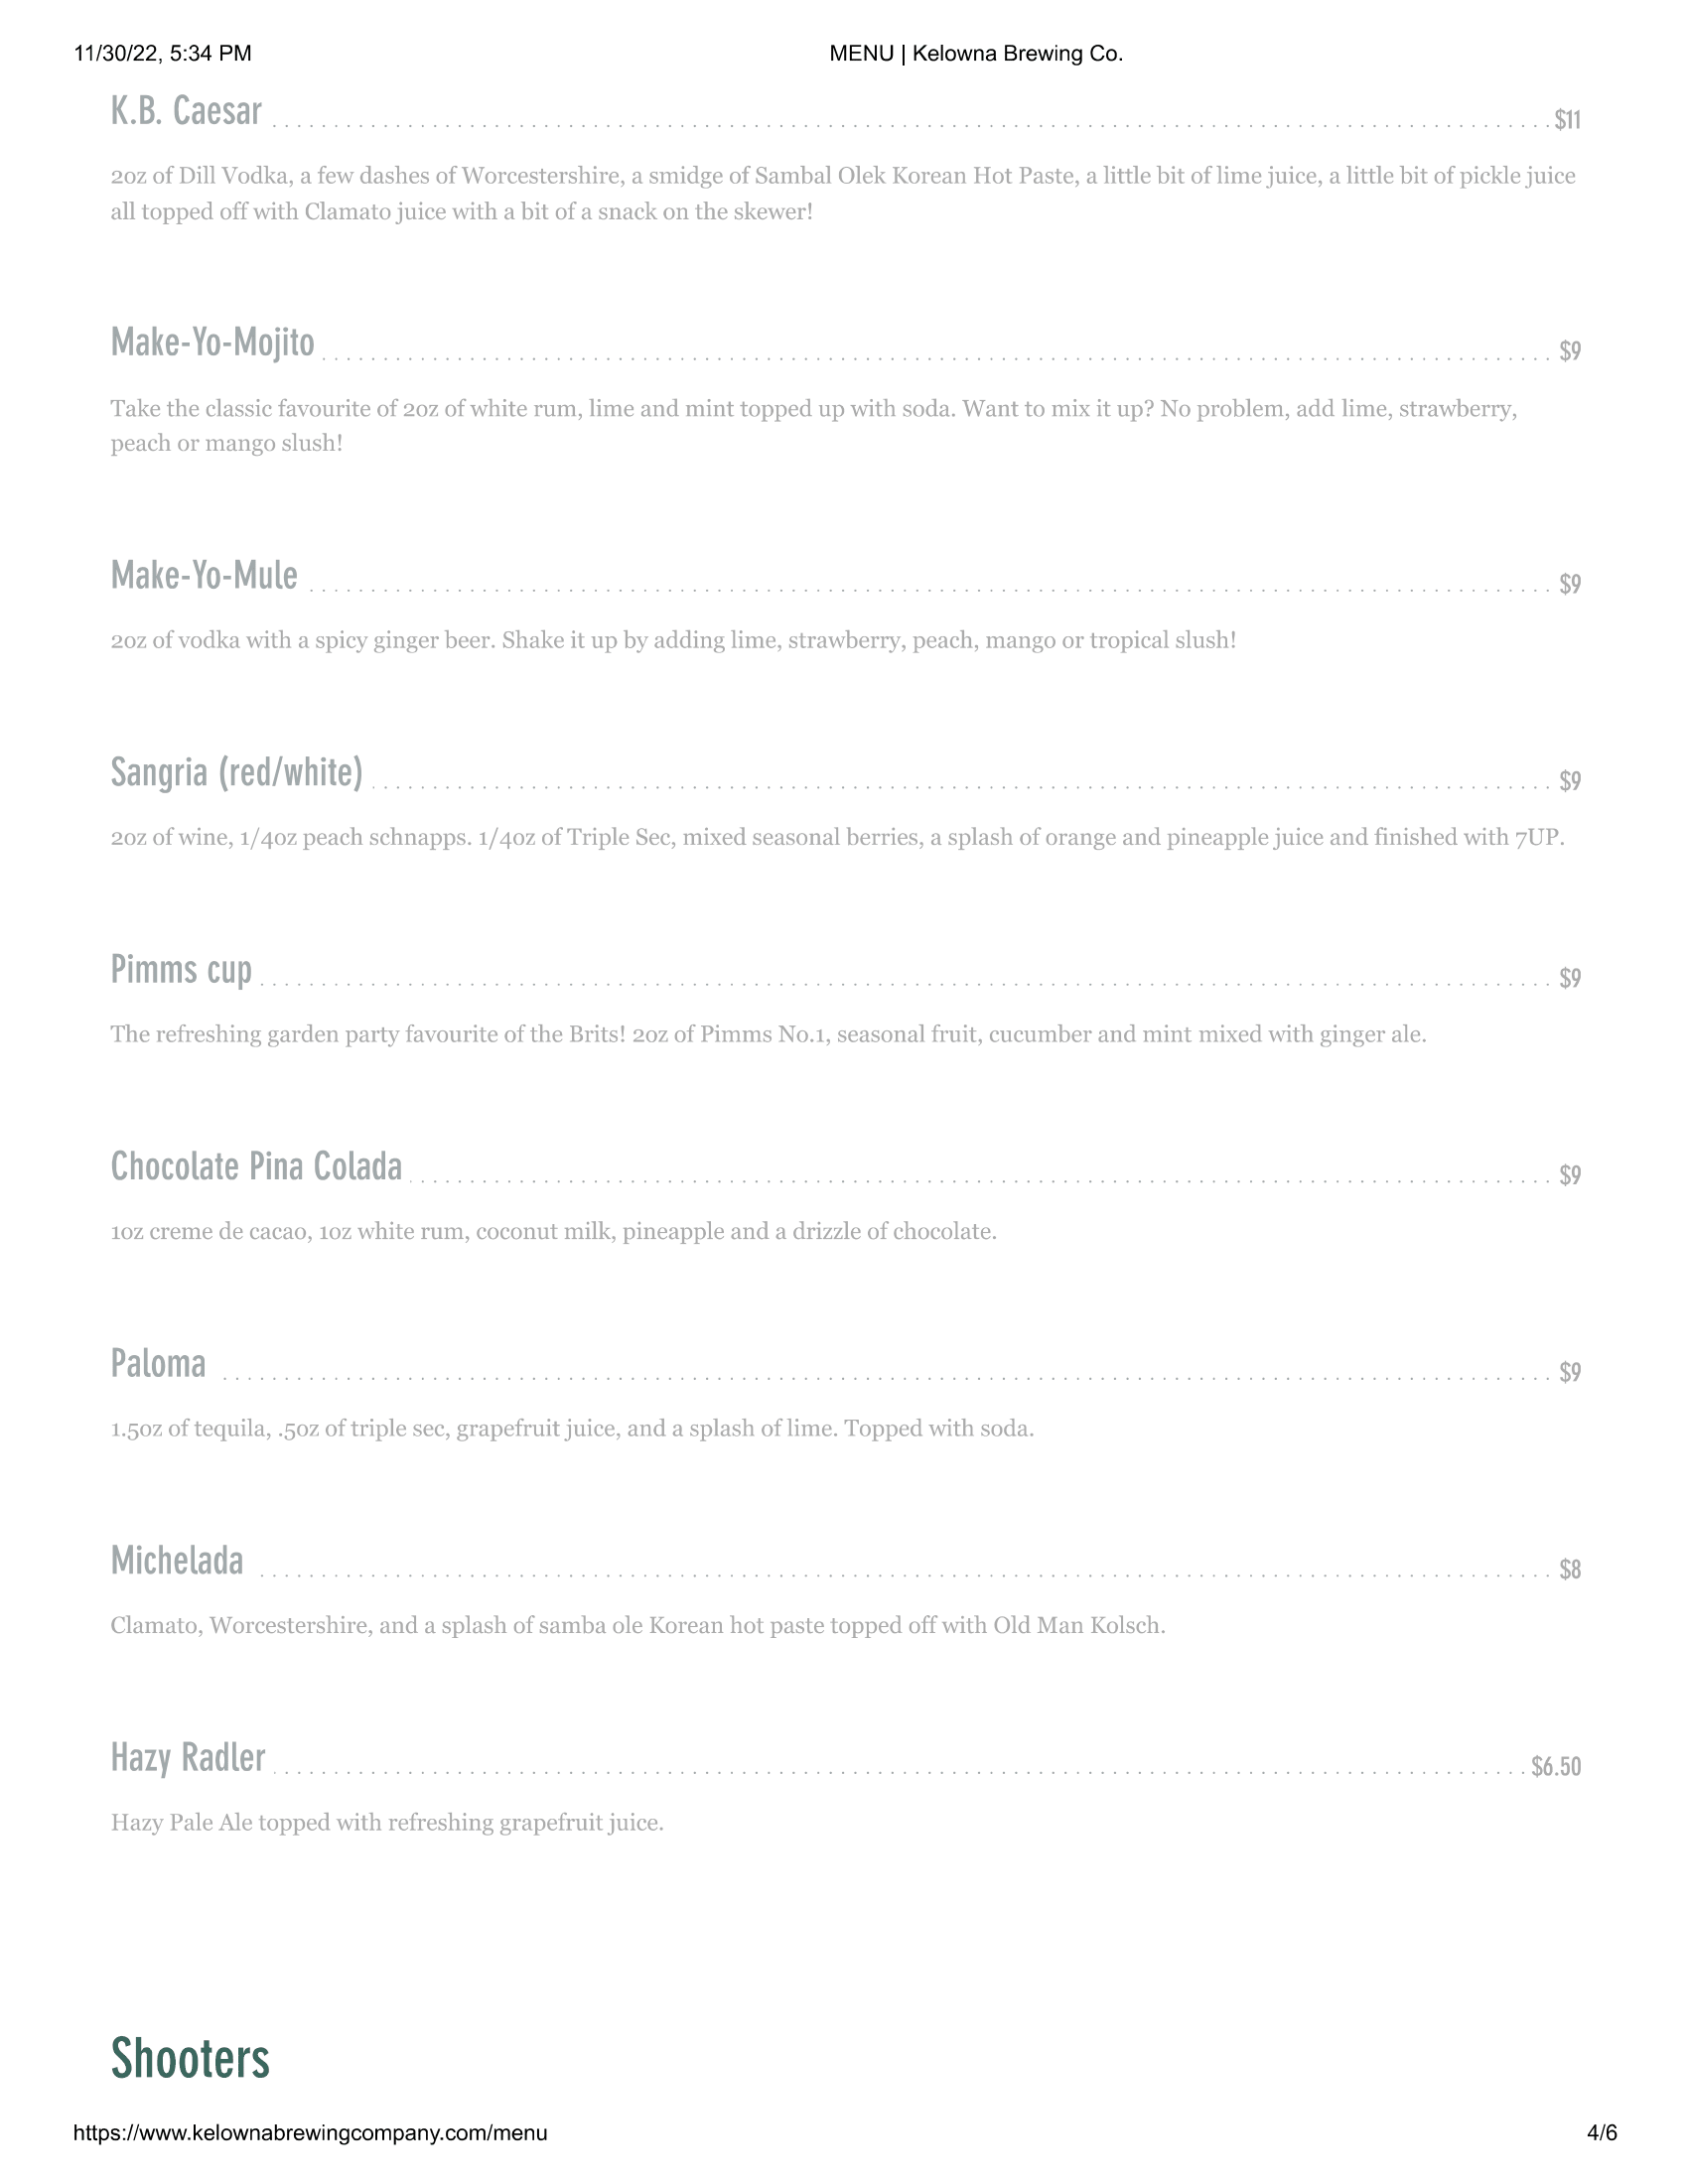 11/30/22, 5:34 PM MENU | Kelowna Brewing Co.
K.B. Caesar $11
2oz of Dill Vodka, a few dashes of Worcestershire, a smidge of Sambal Olek Korean Hot Paste, a little bit of lime juice, a little bit of pickle juice
all topped off with Clamato juice with a bit of a snack on the skewer!
Make-Yo-Mojito $9
Take the classic favourite of 2oz of white rum, lime and mint topped up with soda. Want to mix it up? No problem, add lime, strawberry,
peach or mango slush!
Make-Yo-Mule $9
2oz of vodka with a spicy ginger beer. Shake it up by adding lime, strawberry, peach, mango or tropical slush!
Sangria (red/white) $9
2oz of wine, 1/4oz peach schnapps. 1/4oz of Triple Sec, mixed seasonal berries, a splash of orange and pineapple juice and finished with 7UP.
Pimms cup $9
The refreshing garden party favourite of the Brits! 2oz of Pimms No.1, seasonal fruit, cucumber and mint mixed with ginger ale.
Chocolate Pina Colada $9
1oz creme de cacao, 1oz white rum, coconut milk, pineapple and a drizzle of chocolate.
Paloma $9
1.5oz of tequila, .5oz of triple sec, grapefruit juice, and a splash of lime. Topped with soda.
Michelada $8
Clamato, Worcestershire, and a splash of samba ole Korean hot paste topped off with Old Man Kolsch.
Hazy Radler $6.50
Hazy Pale Ale topped with refreshing grapefruit juice.
Shooters
https://www.kelownabrewingcompany.com/menu 4/6